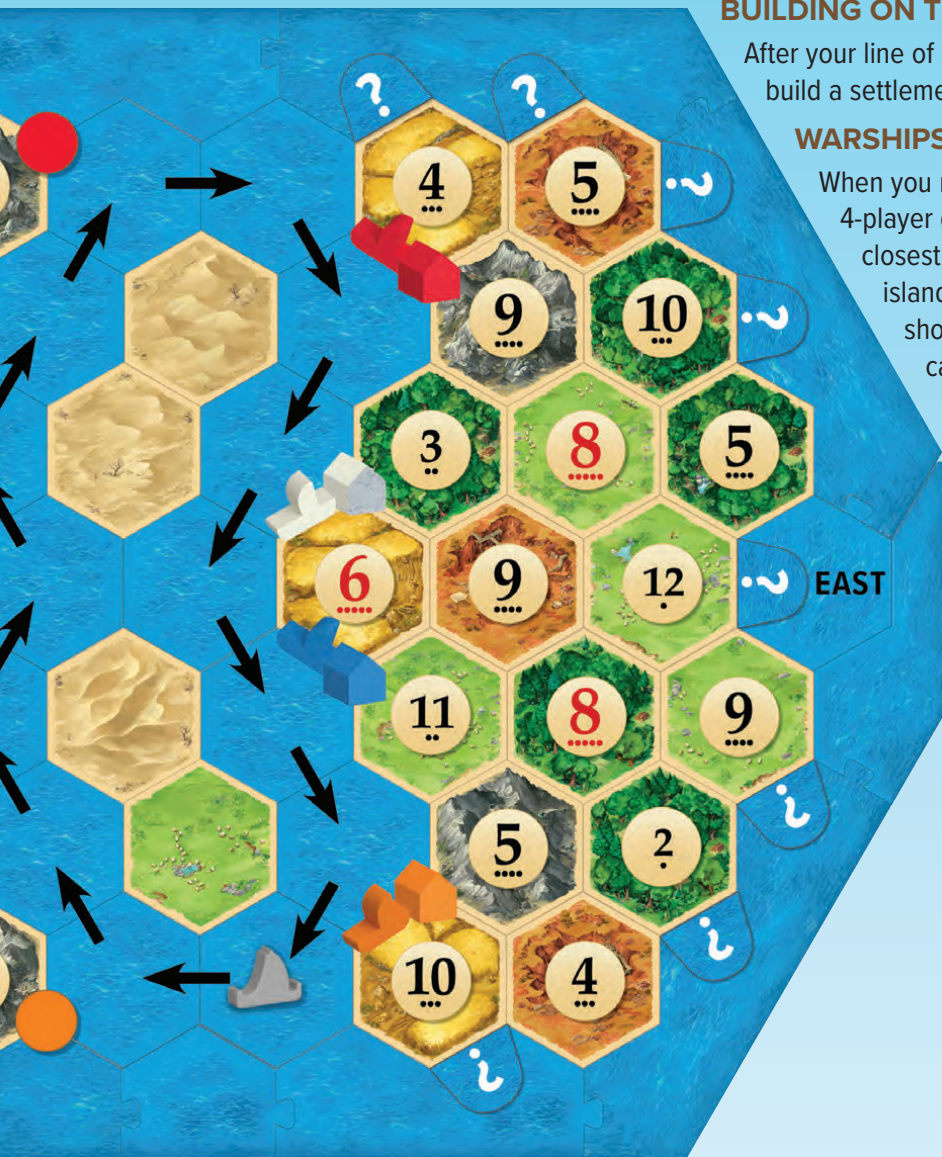 BUILDING ON T
After your line of
build a settleme
WARSHIPS
When you
4-player
closest
island
sho
ca
?
?
4
5
?
9
10
?
3
8
5
6
9
12
?
EAST
11
8
9
?
5
2
?
10
4
?